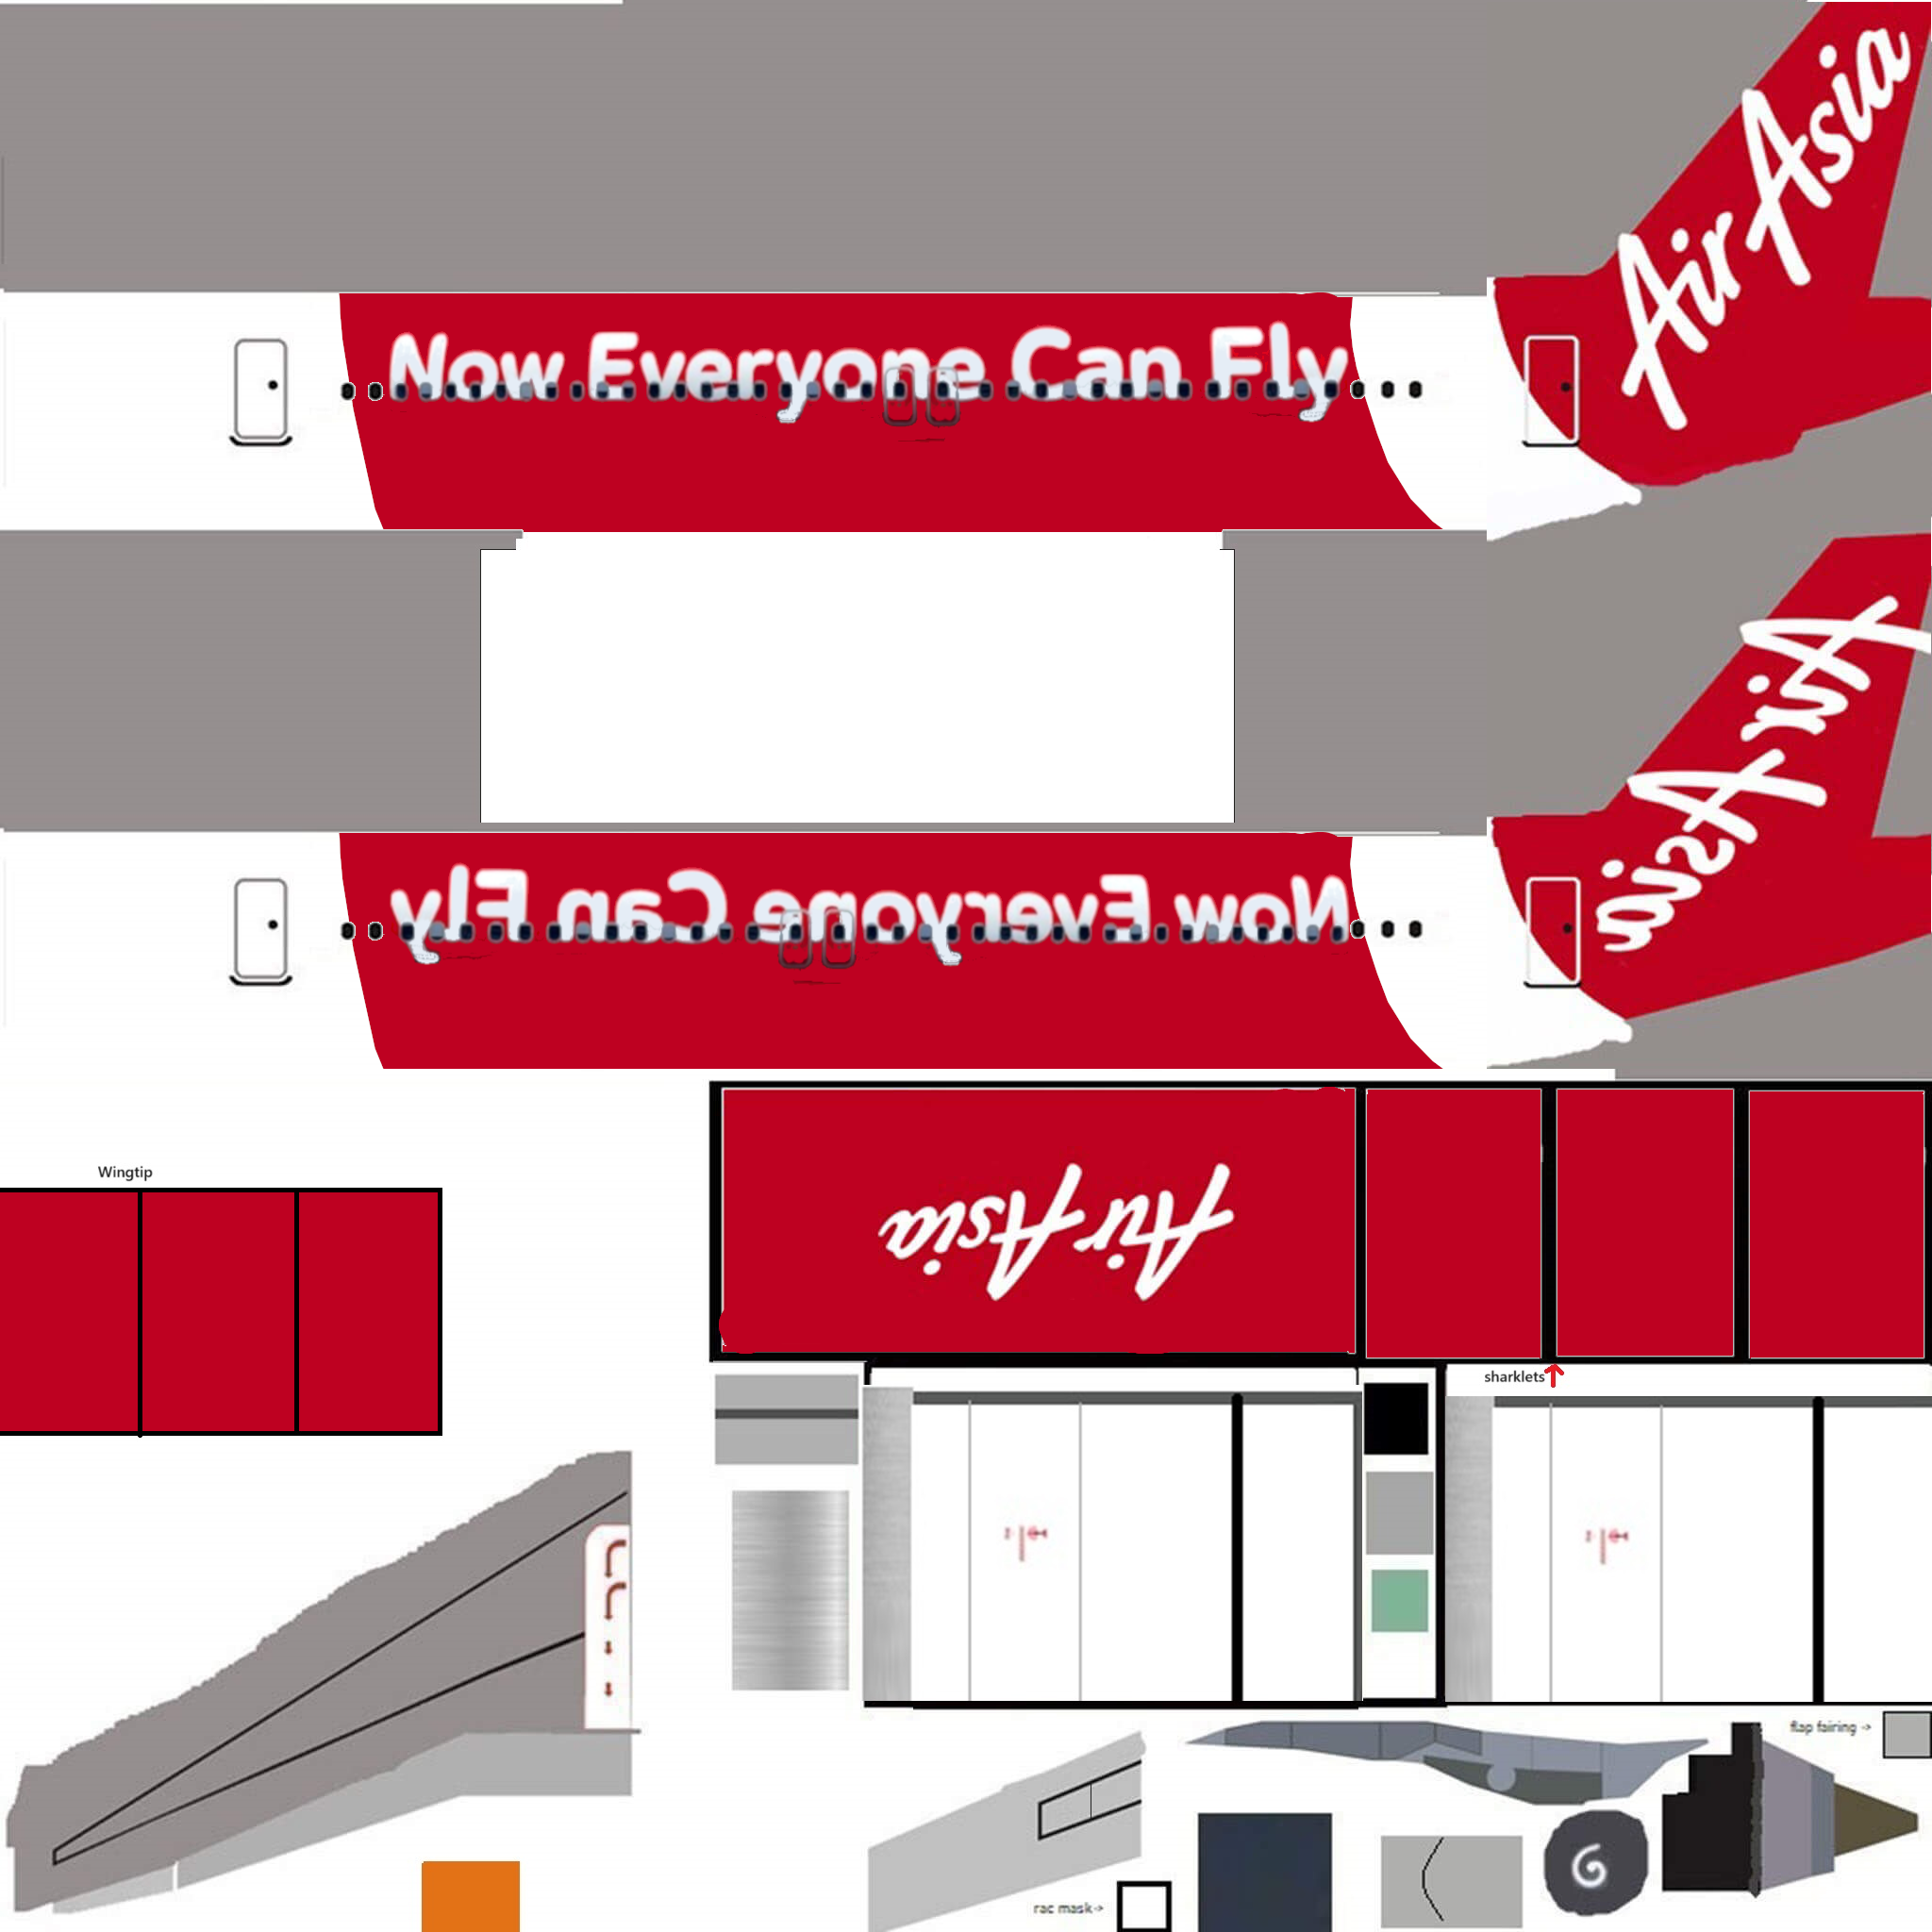 AirAsia
Now Everyone Can Fly
AirAsia
Now Everyone Can Fly
AirAsia
Wingtip
sharklets
flap fairing ->
rac mask->